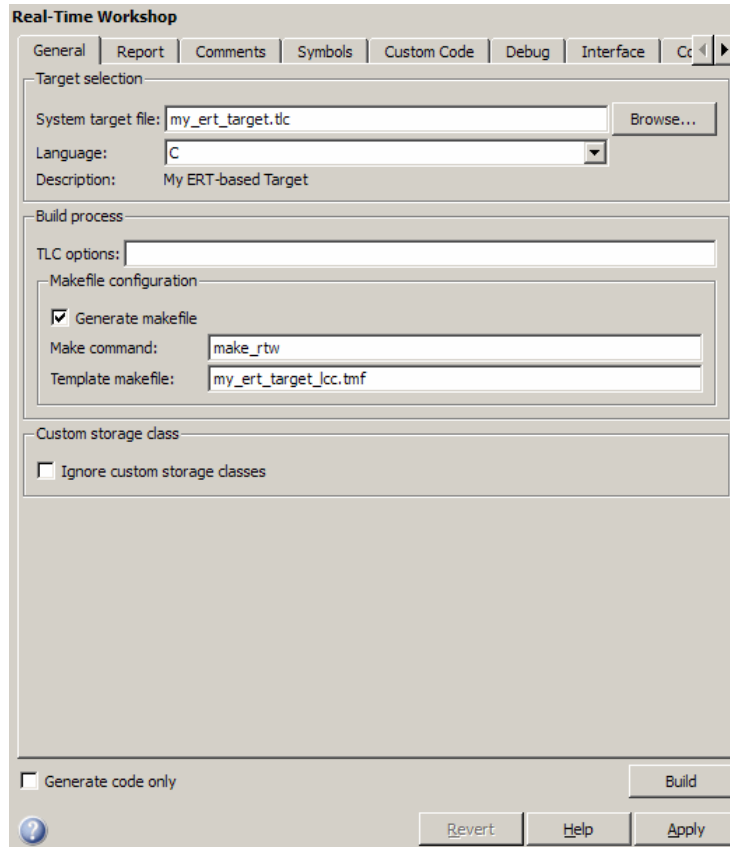 Real-Time Workshop
General Report Comments Symbols Custom Code Debug Interface
Target selection
System target file: my_ert_target.tlc Browse...
Language: C
Description: My ERT-based Target
Build process
TLC options:
Makefile configuration
Generate makefile
Make command: make_rtw
Template makefile: my_ert_target_lcc.tmf
Custom storage class
Ignore custom storage classes
Generate code only Build
? Revert Help Apply